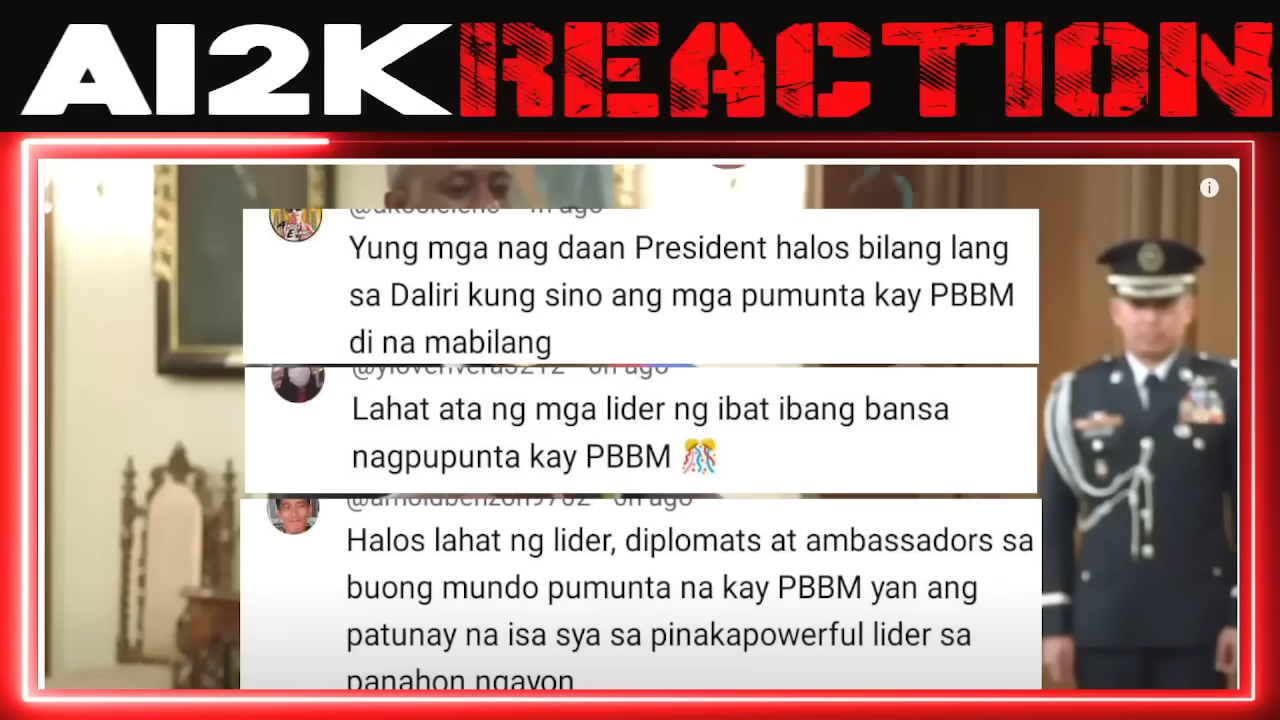 AI2KREACTION
Yung mga nag daan President halos bilang lang
sa Daliri kung sino ang mga pumunta kay PBBM
di na mabilang
Lahat ata ng mga lider ng ibat ibang bansa
nagpupunta kay PBBM 🎊
Halos lahat ng lider, diplomats at ambassadors sa
buong mundo pumunta na kay PBBM yan ang
patunay na isa sya sa pinakapowerful lider sa
panahon ngayon